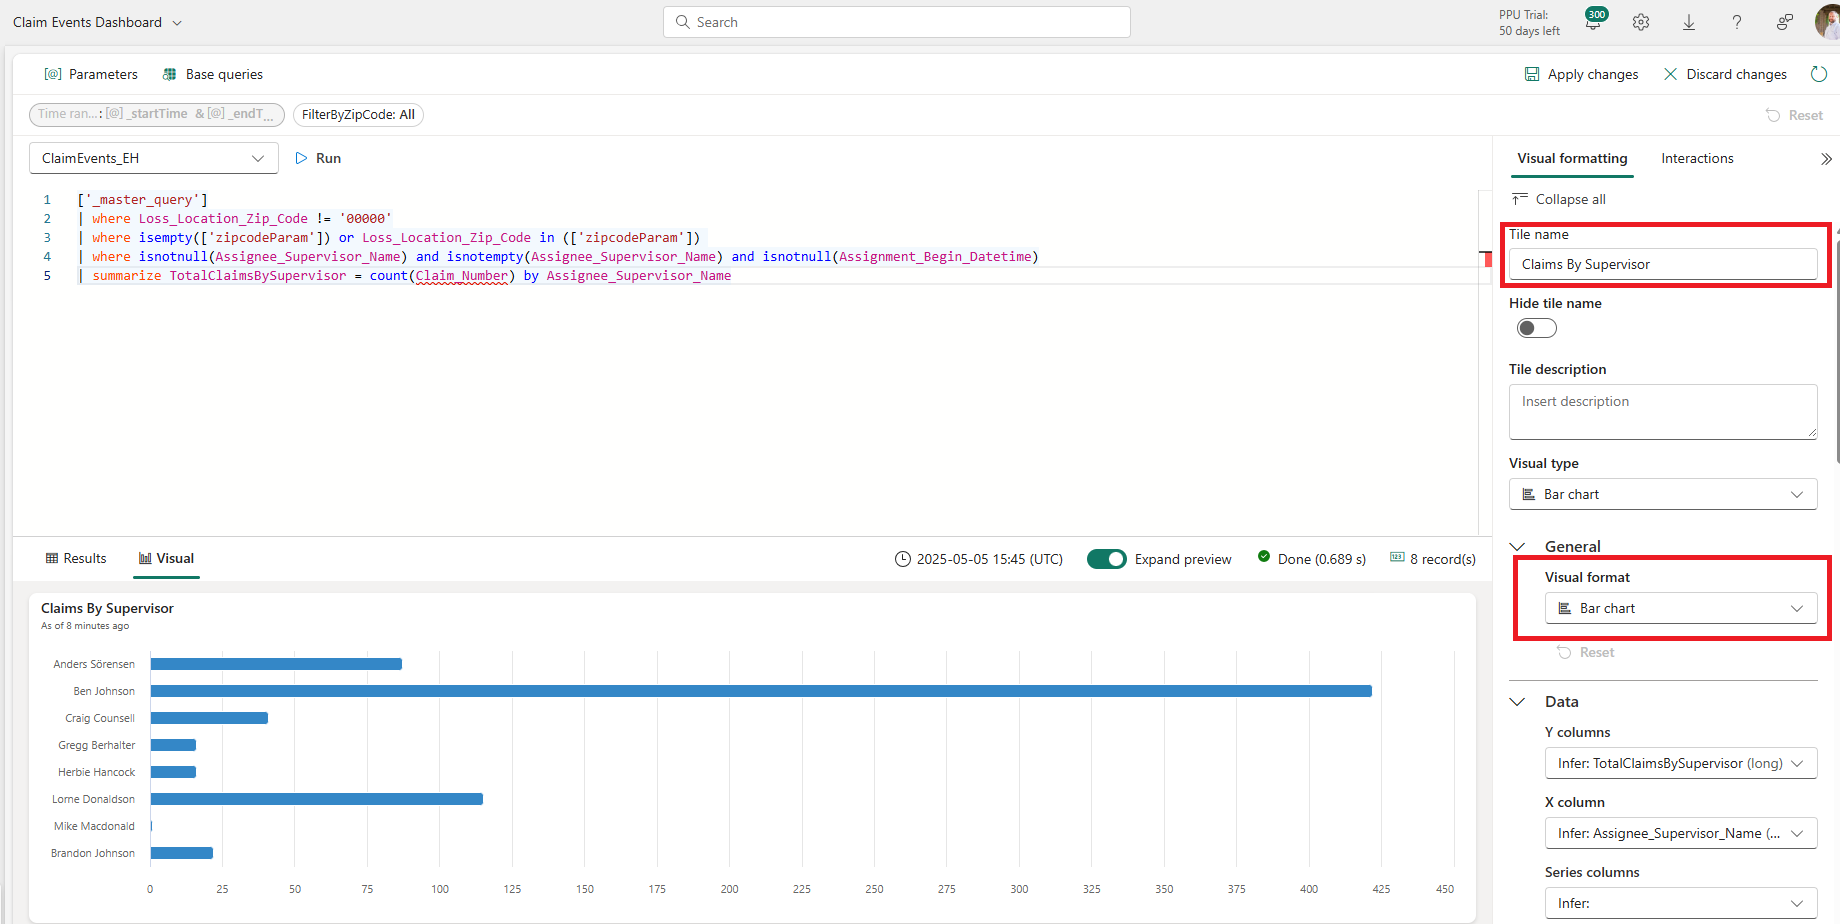 Claim Events Dashboard
Search
PPU Trial:
50 days left
300
Parameters
Base queries
Apply changes
Discard changes
Time ran...: [@] _startTime & [@] _endT...
FilterByZipCode: All
Reset
ClaimEvents_EH
Run
1 ['_master_query']
2 | where Loss_Location_Zip_Code != '00000'
3 | where isempty(['zipcodeParam']) or Loss_Location_Zip_Code in (['zipcodeParam'])
4 | where isnotnull(Assignee_Supervisor_Name) and isnotempty(Assignee_Supervisor_Name) and isnotnull(Assignment_Begin_Datetime)
5 | summarize TotalClaimsBySupervisor = count(Claim_Number) by Assignee_Supervisor_Name
Results
Visual
2025-05-05 15:45 (UTC)
Expand preview
Done (0.689 s)
8 record(s)
Claims By Supervisor
As of 8 minutes ago
Anders Sörensen
Ben Johnson
Craig Counsell
Gregg Berhalter
Herbie Hancock
Lorne Donaldson
Mike Macdonald
Brandon Johnson
0 25 50 75 100 125 150 175 200 225 250 275 300 325 350 375 400 425 450
Visual formatting
Interactions
Collapse all
Tile name
Claims By Supervisor
Hide tile name
Tile description
Insert description
Visual type
Bar chart
General
Visual format
Bar chart
Reset
Data
Y columns
Infer: TotalClaimsBySupervisor (long)
X column
Infer: Assignee_Supervisor_Name (...
Series columns
Infer: